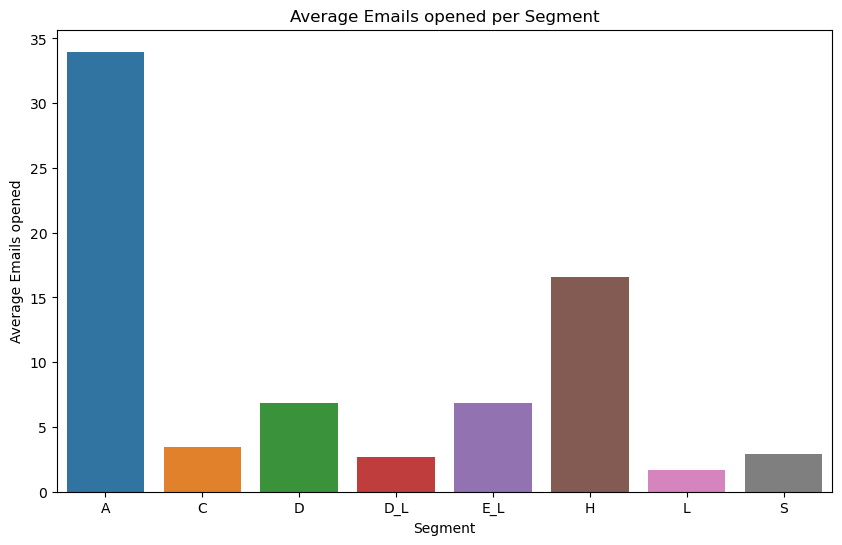 Average Emails opened per Segment
Average Emails opened
35
30
25
20
15
10
5
0
A C D D_L E_L H L S
Segment